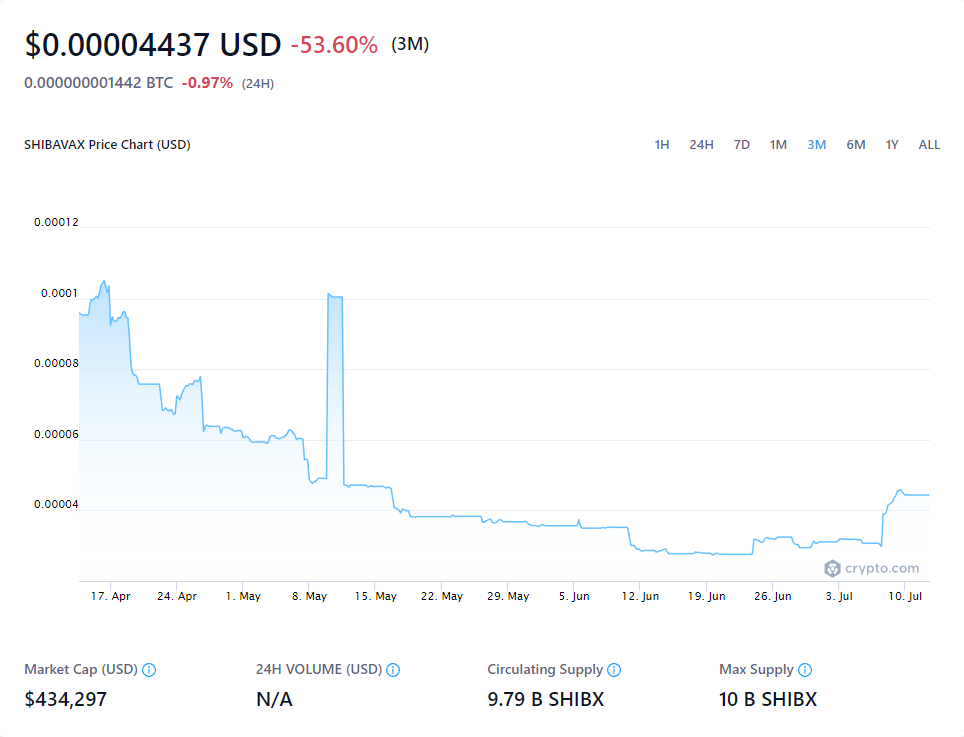 $0.00004437 USD -53.60% (3M)
0.000000001442 BTC -0.97% (24H)
SHIBAVAX Price Chart (USD) 1H 24H 7D 1M 3M 6M 1Y ALL
0.00012
0.0001
0.00008
0.00006
0.00004
crypto.com
17. Apr 24. Apr 1. May 8. May 15. May 22. May 29. May 5. Jun 12. Jun 19. Jun 26. Jun 3. Jul 10. Jul
Market Cap (USD) 24H VOLUME (USD) Circulating Supply Max Supply
$434,297 N/A 9.79 B SHIBX 10 B SHIBX